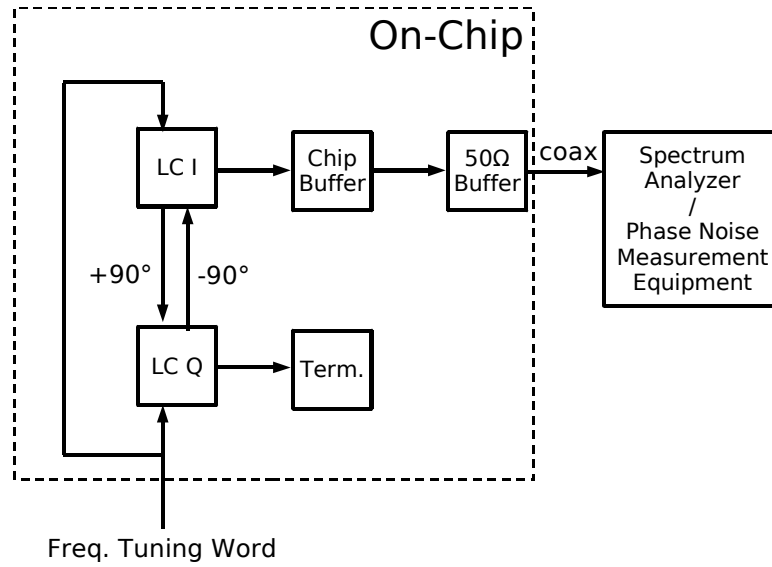 On-Chip
LC I
Chip
Buffer
50Ω
Buffer
coax
Spectrum
Analyzer
/
Phase Noise
Measurement
Equipment
+90°
-90°
LC Q
Term.
Freq. Tuning Word